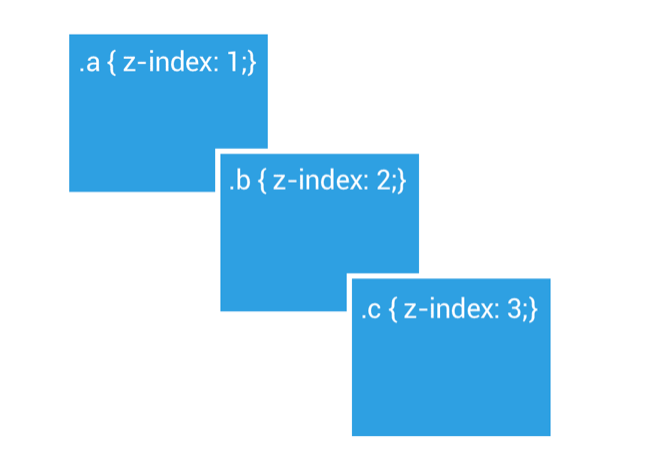 .a { z-index: 1;}
.b { z-index: 2;}
.c { z-index: 3;}